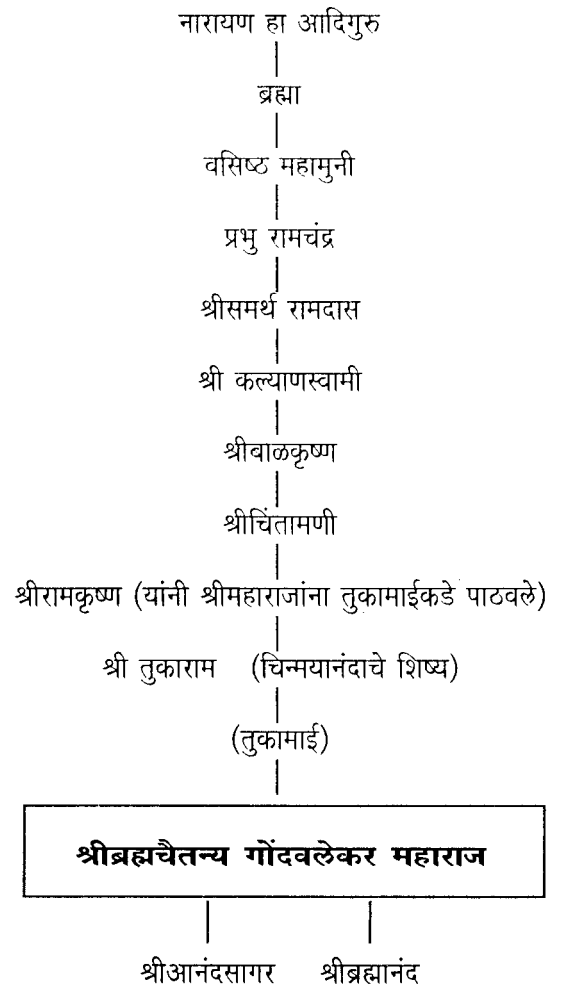 नारायण हा आदिगुरु
ब्रह्मा
वसिष्ठ महामुनी
प्रभु रामचंद्र
श्रीसमर्थ रामदास
श्री कल्याणस्वामी
श्रीबाळकृष्ण
श्रीचिंतामणी
श्रीरामकृष्ण (यांनी श्रीमहाराजांना तुकामाईकडे पाठवले)
श्री तुकाराम (चिन्मयानंदाचे शिष्य)
(तुकामाई)
श्रीब्रह्मचैतन्य गोंदवलेकर महाराज
श्रीआनंदसागर श्रीब्रह्मानंद